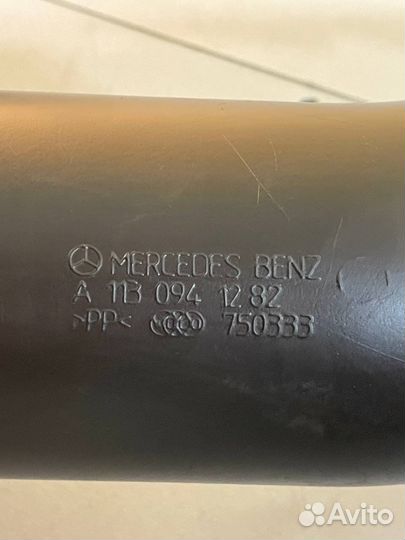 MERCEDES BENZ
A 113 094 12 82
>PP< 750333
Avito